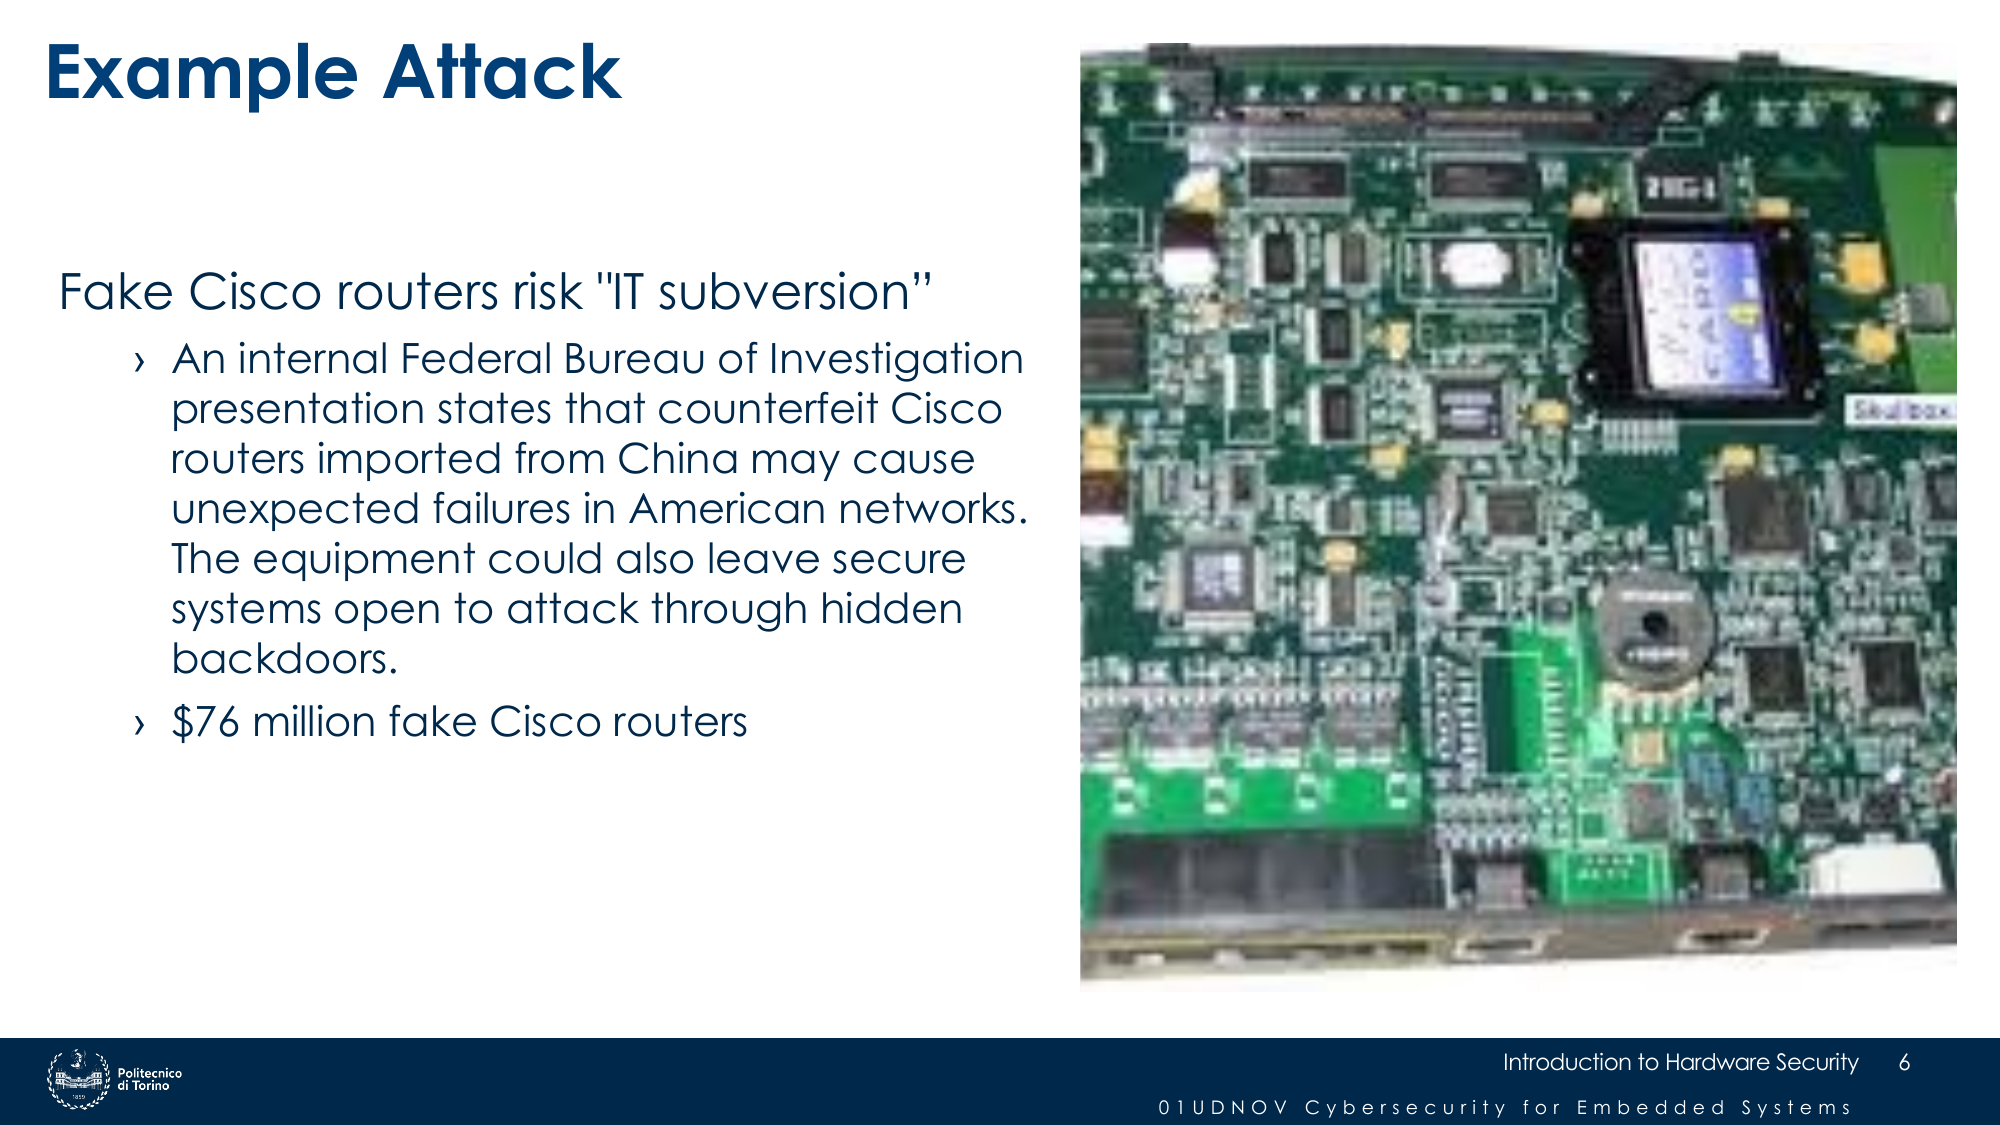 Example Attack
Fake Cisco routers risk "IT subversion”
› An internal Federal Bureau of Investigation
presentation states that counterfeit Cisco
routers imported from China may cause
unexpected failures in American networks.
The equipment could also leave secure
systems open to attack through hidden
backdoors.
› $76 million fake Cisco routers
CARD
Skullbox.
Politecnico
di Torino
1859
Introduction to Hardware Security 6
01UDNOV Cybersecurity for Embedded Systems